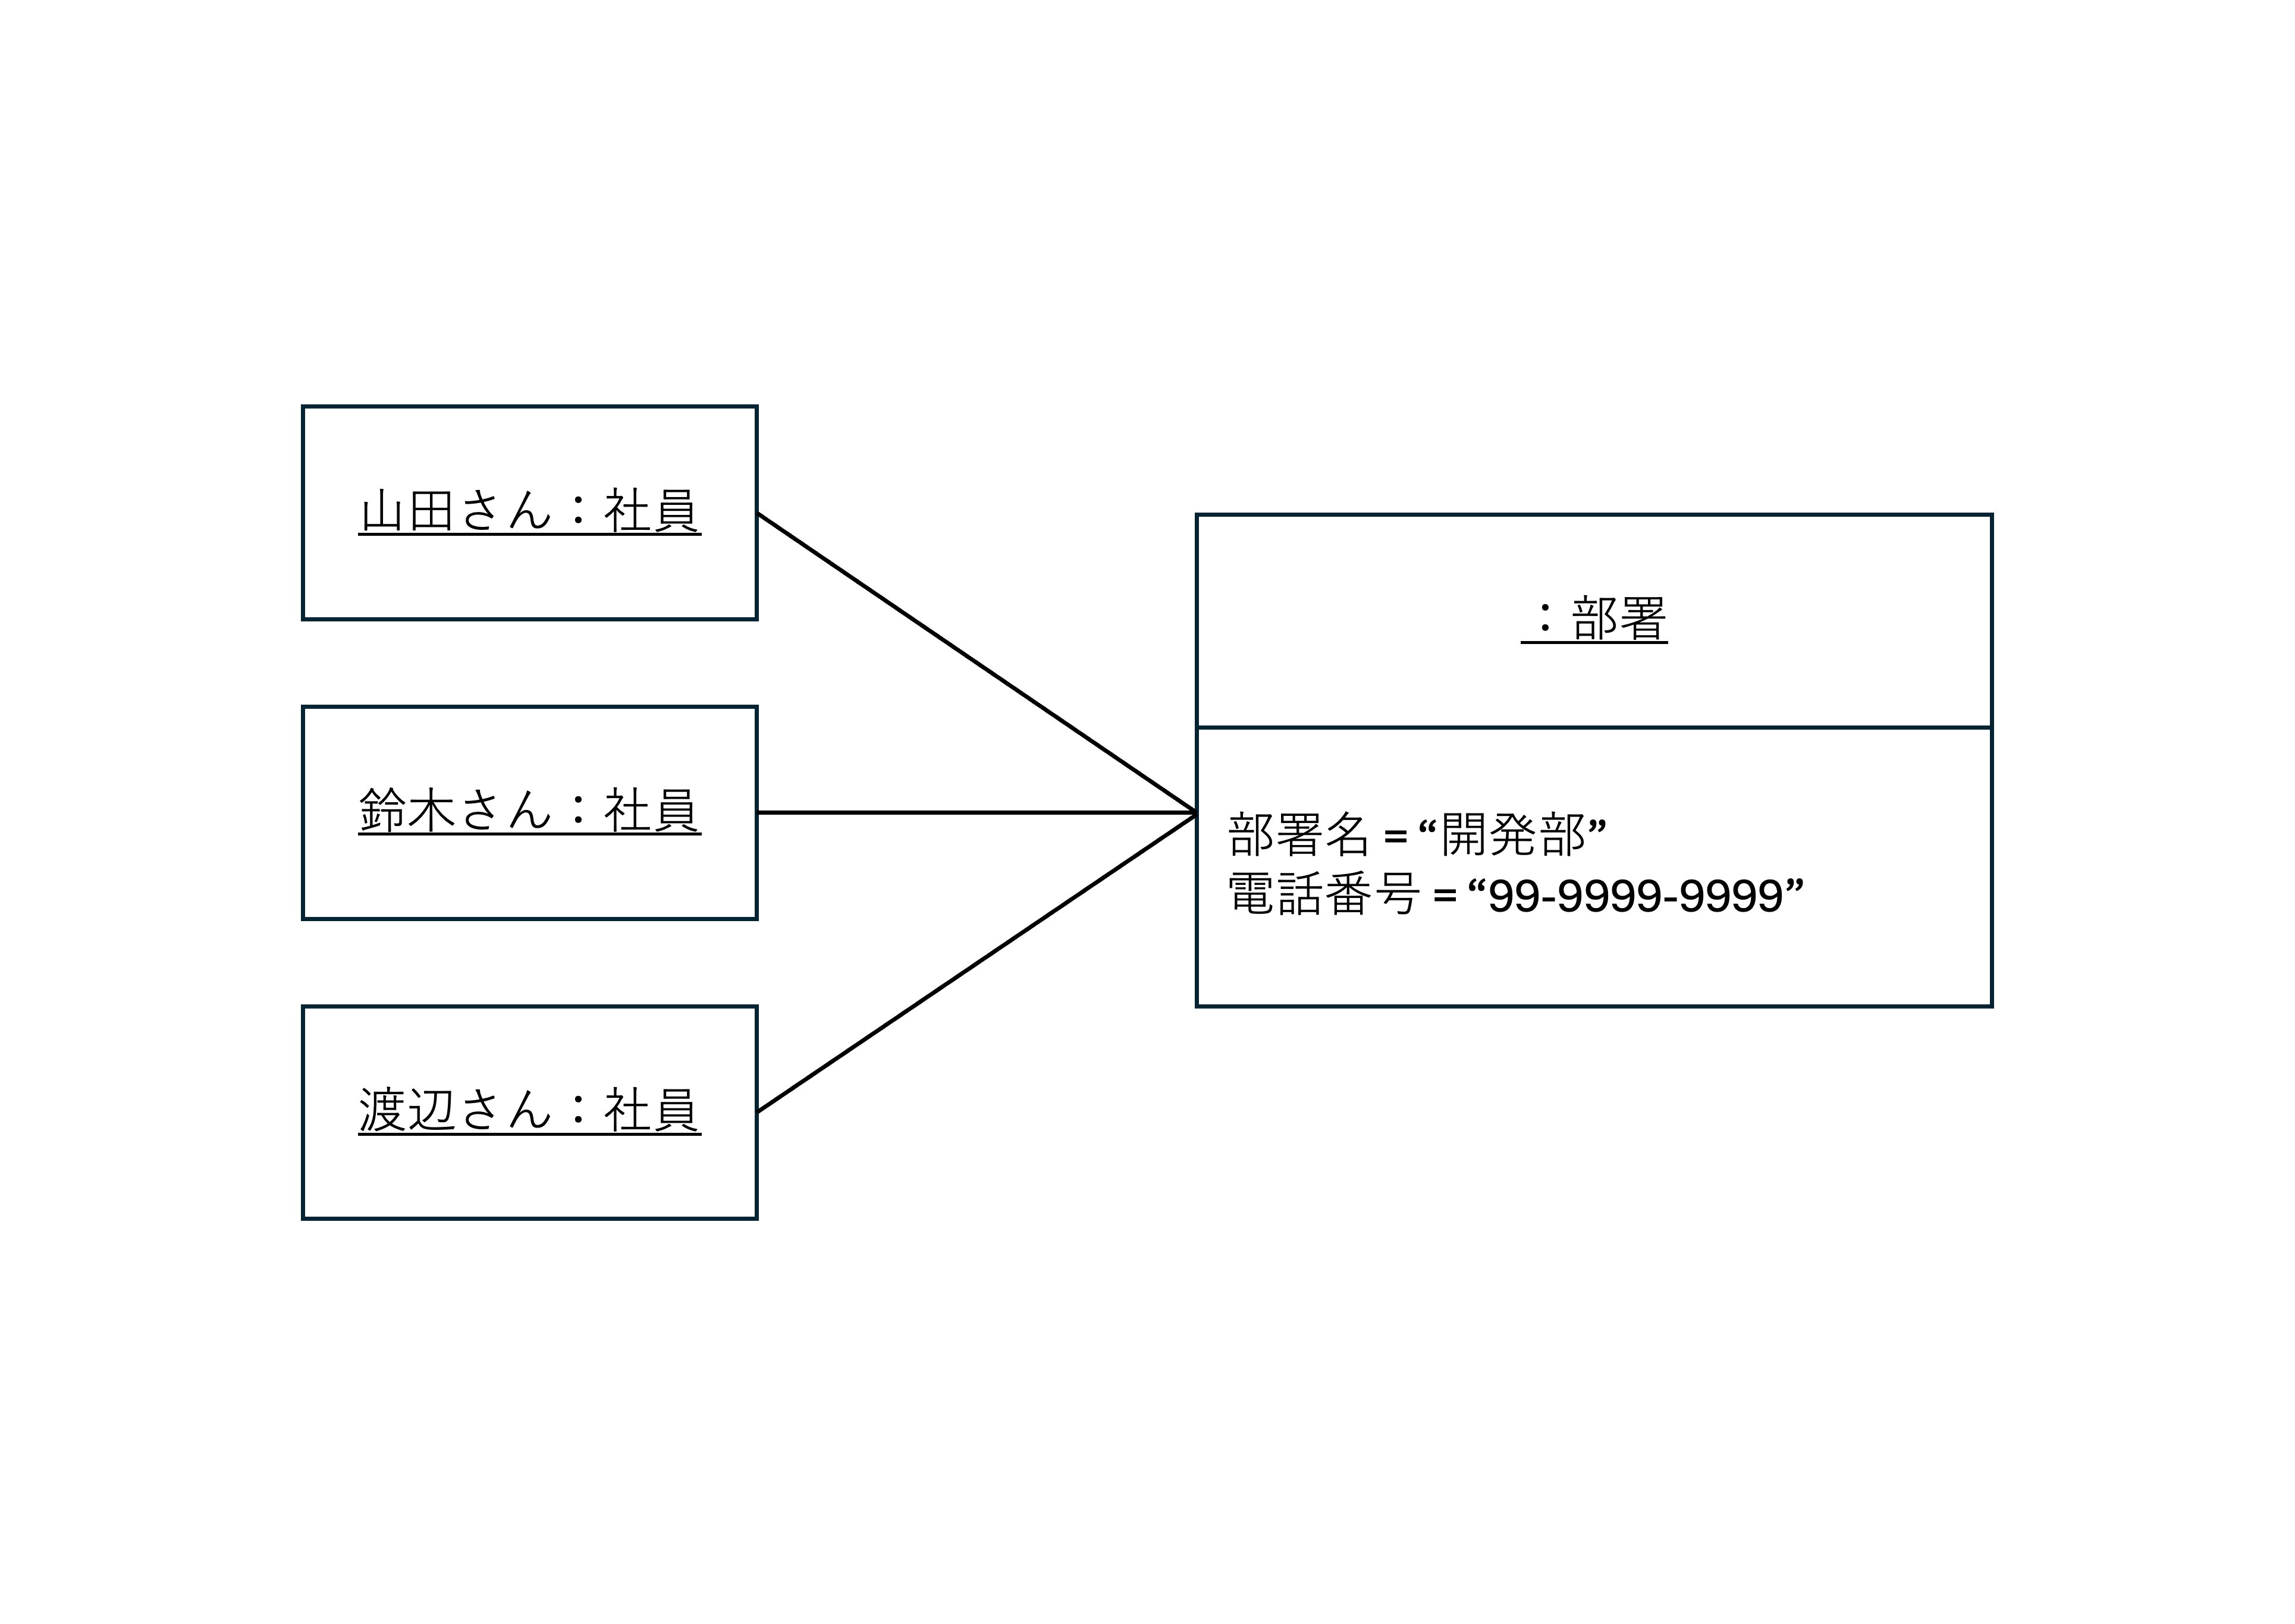 山田さん：社員
鈴木さん：社員
渡辺さん：社員
：部署
部署名 = “開発部”
電話番号 = “99-9999-9999”